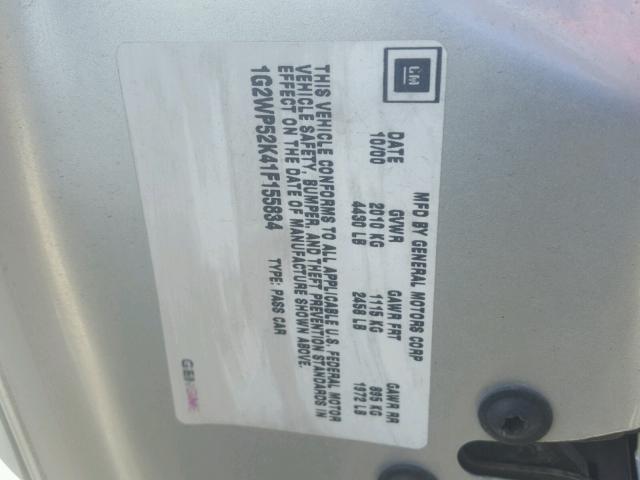 GM
MFD BY GENERAL MOTORS CORP
DATE GVWR GAWR FRT GAWR RR
10/00 2010 KG 1115 KG 895 KG
4430 LB 2458 LB 1972 LB
THIS VEHICLE CONFORMS TO ALL APPLICABLE U.S. FEDERAL MOTOR
VEHICLE SAFETY, BUMPER, AND THEFT PREVENTION STANDARDS IN
EFFECT ON THE DATE OF MANUFACTURE SHOWN ABOVE.
1G2WP52K41F155834 TYPE: PASS CAR